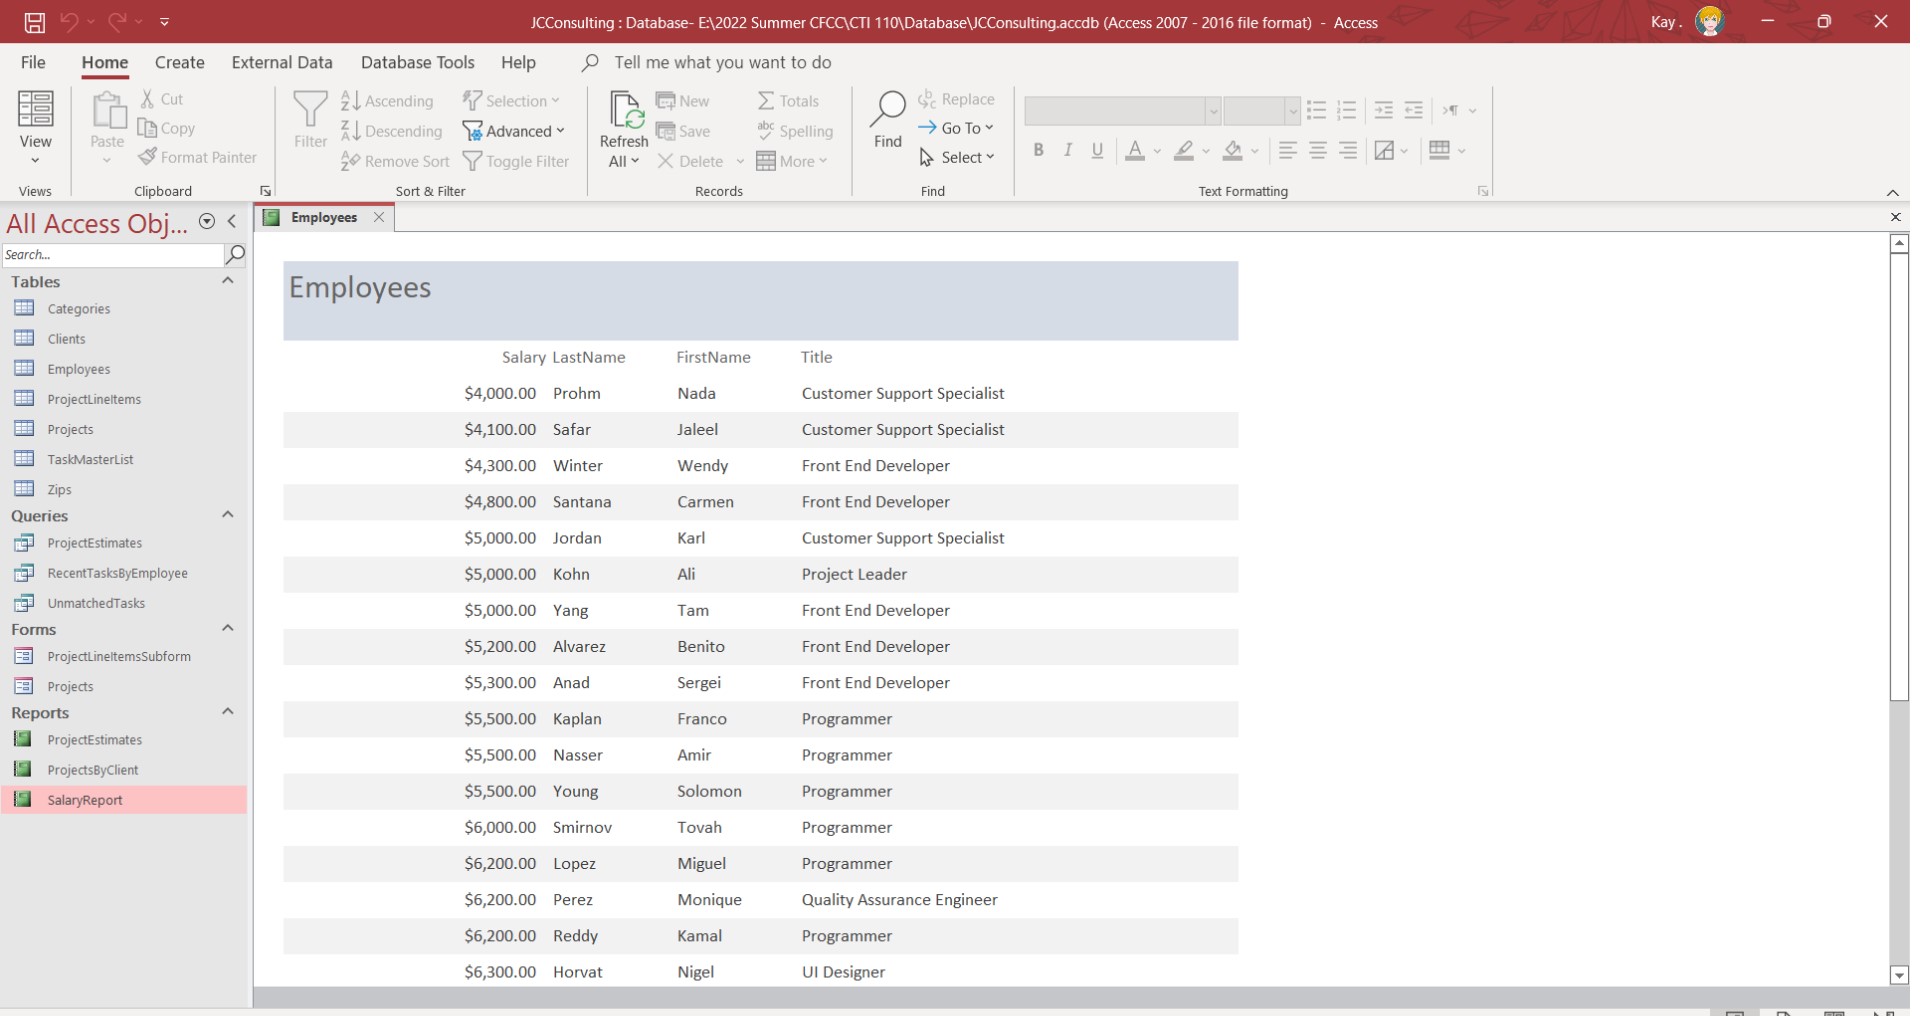 JCConsulting : Database- E:\2022 Summer CFCC\CTI 110\Database\JCConsulting.accdb (Access 2007 - 2016 file format) - Access
Kay .
File Home Create External Data Database Tools Help Tell me what you want to do
View
Views
Paste
Cut
Copy
Format Painter
Clipboard
Filter
Ascending
Descending
Remove Sort
Selection
Advanced
Toggle Filter
Sort & Filter
Refresh
All
New
Save
Delete
Totals
Spelling
More
Records
Find
Replace
Go To
Select
Find
B I U A
Text Formatting
All Access Obj...
Search...
Tables
Categories
Clients
Employees
ProjectLineItems
Projects
TaskMasterList
Zips
Queries
ProjectEstimates
RecentTasksByEmployee
UnmatchedTasks
Forms
ProjectLineItemsSubform
Projects
Reports
ProjectEstimates
ProjectsByClient
SalaryReport
Employees
Employees
Salary LastName FirstName Title
$4,000.00 Prohm Nada Customer Support Specialist
$4,100.00 Safar Jaleel Customer Support Specialist
$4,300.00 Winter Wendy Front End Developer
$4,800.00 Santana Carmen Front End Developer
$5,000.00 Jordan Karl Customer Support Specialist
$5,000.00 Kohn Ali Project Leader
$5,000.00 Yang Tam Front End Developer
$5,200.00 Alvarez Benito Front End Developer
$5,300.00 Anad Sergei Front End Developer
$5,500.00 Kaplan Franco Programmer
$5,500.00 Nasser Amir Programmer
$5,500.00 Young Solomon Programmer
$6,000.00 Smirnov Tovah Programmer
$6,200.00 Lopez Miguel Programmer
$6,200.00 Perez Monique Quality Assurance Engineer
$6,200.00 Reddy Kamal Programmer
$6,300.00 Horvat Nigel UI Designer